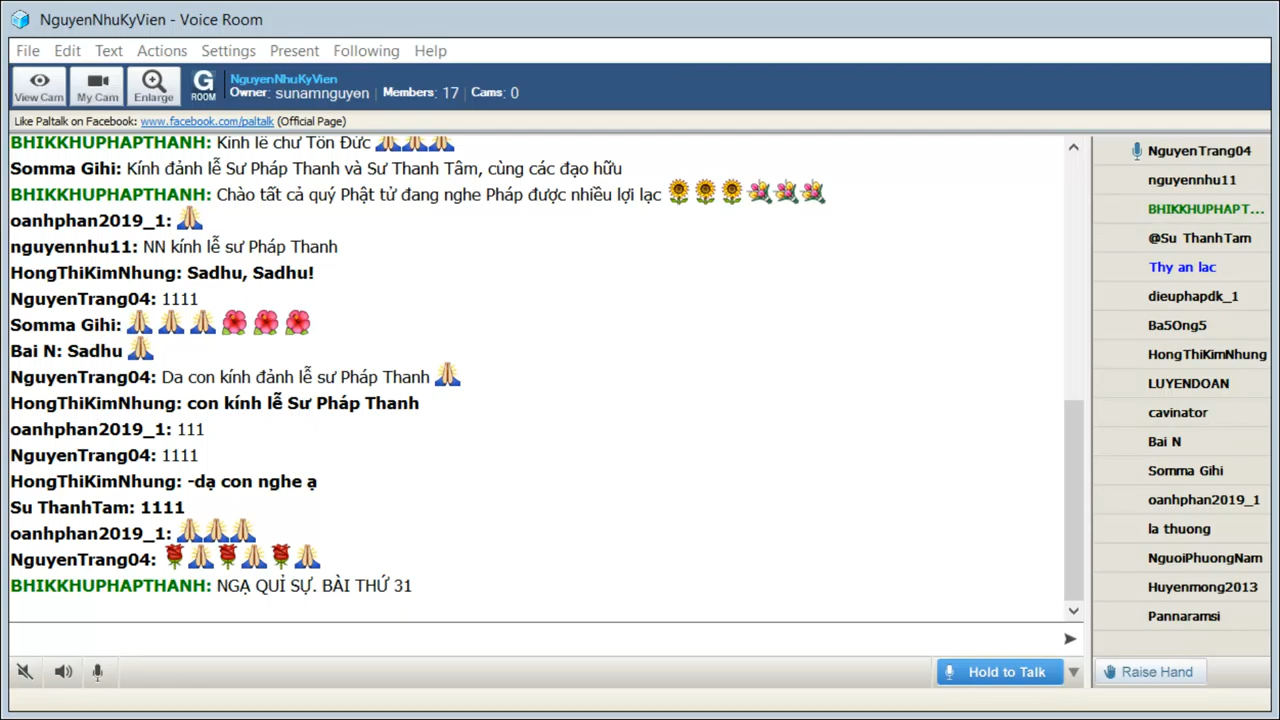 NguyenNhuKyVien - Voice Room
File Edit Text Actions Settings Present Following Help
View Cam My Cam Enlarge G ROOM
NguyenNhuKyVien
Owner: sunamnguyen | Members: 17 | Cams: 0
Like Paltalk on Facebook: www.facebook.com/paltalk (Official Page)
BHIKKHUPHAPTHANH: Kính lễ chư Tôn Đức
Somma Gihi: Kính đảnh lễ Sư Pháp Thanh và Sư Thanh Tâm, cùng các đạo hữu
BHIKKHUPHAPTHANH: Chào tất cả quý Phật tử đang nghe Pháp được nhiều lợi lạc
oanhphan2019_1:
nguyennhu11: NN kính lễ sư Pháp Thanh
HongThiKimNhung: Sadhu, Sadhu!
NguyenTrang04: 1111
Somma Gihi:
Bai N: Sadhu
NguyenTrang04: Da con kính đảnh lễ sư Pháp Thanh
HongThiKimNhung: con kính lễ Sư Pháp Thanh
oanhphan2019_1: 111
NguyenTrang04: 1111
HongThiKimNhung: -dạ con nghe ạ
Su ThanhTam: 1111
oanhphan2019_1:
NguyenTrang04:
BHIKKHUPHAPTHANH: NGẠ QUỈ SỰ. BÀI THỨ 31
Hold to Talk
NguyenTrang04
nguyennhu11
BHIKKHUPHAPT...
@Su ThanhTam
Thy an lac
dieuphapdk_1
Ba5Ong5
HongThiKimNhung
LUYENDOAN
cavinator
Bai N
Somma Gihi
oanhphan2019_1
la thuong
NguoiPhuongNam
Huyenmong2013
Pannaramsi
Raise Hand